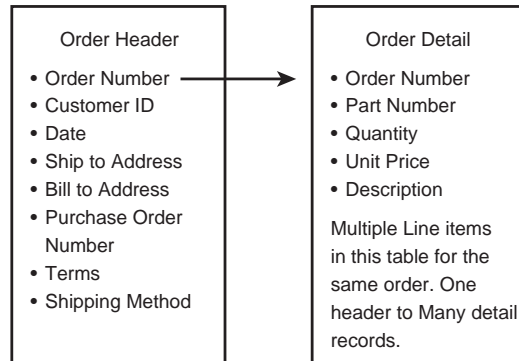 Order Header
• Order Number
• Customer ID
• Date
• Ship to Address
• Bill to Address
• Purchase Order
Number
• Terms
• Shipping Method
Order Detail
• Order Number
• Part Number
• Quantity
• Unit Price
• Description
Multiple Line items
in this table for the
same order. One
header to Many detail
records.